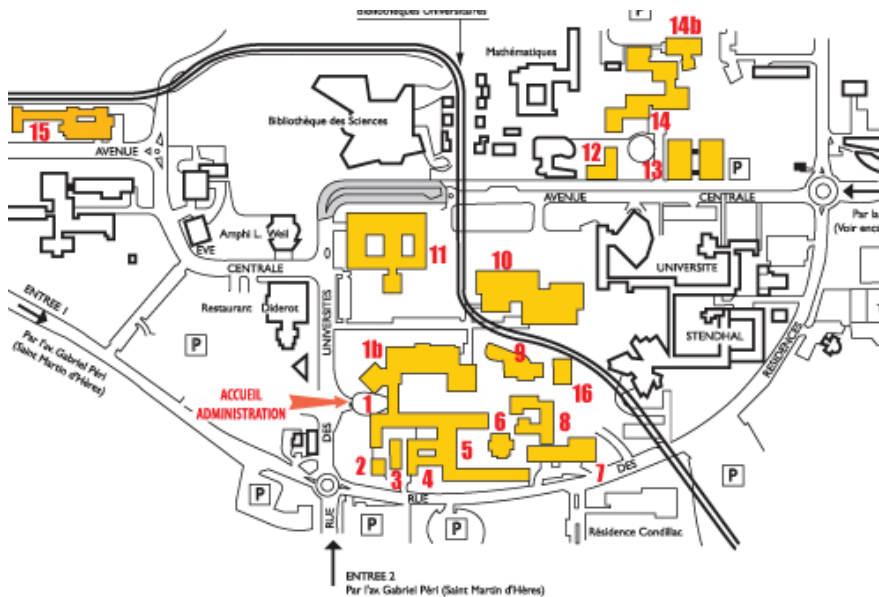 Bibliothèques Universitaires
14b
P
P
Mathématiques
Bibliothèque des Sciences
15
14
AVENUE
12
13
P
AVENUE
CENTRALE
Par la
(Voir enc
Amphi L. Weil
EVE
11
CENTRALE
10
UNIVERSITE
Restaurant Diderot
ENTREE 1
Par l'av. Gabriel Péri
(Saint Martin d'Hères)
UNIVERSITES
STENDHAL
P
1b
9
RESIDENCES
16
ACCUEIL
ADMINISTRATION
1
6
8
5
DES
2
3
4
7
DES
P
RUE
P
P
P
RUE
Résidence Condillac
ENTREE 2
Par l'av. Gabriel Péri (Saint Martin d'Hères)